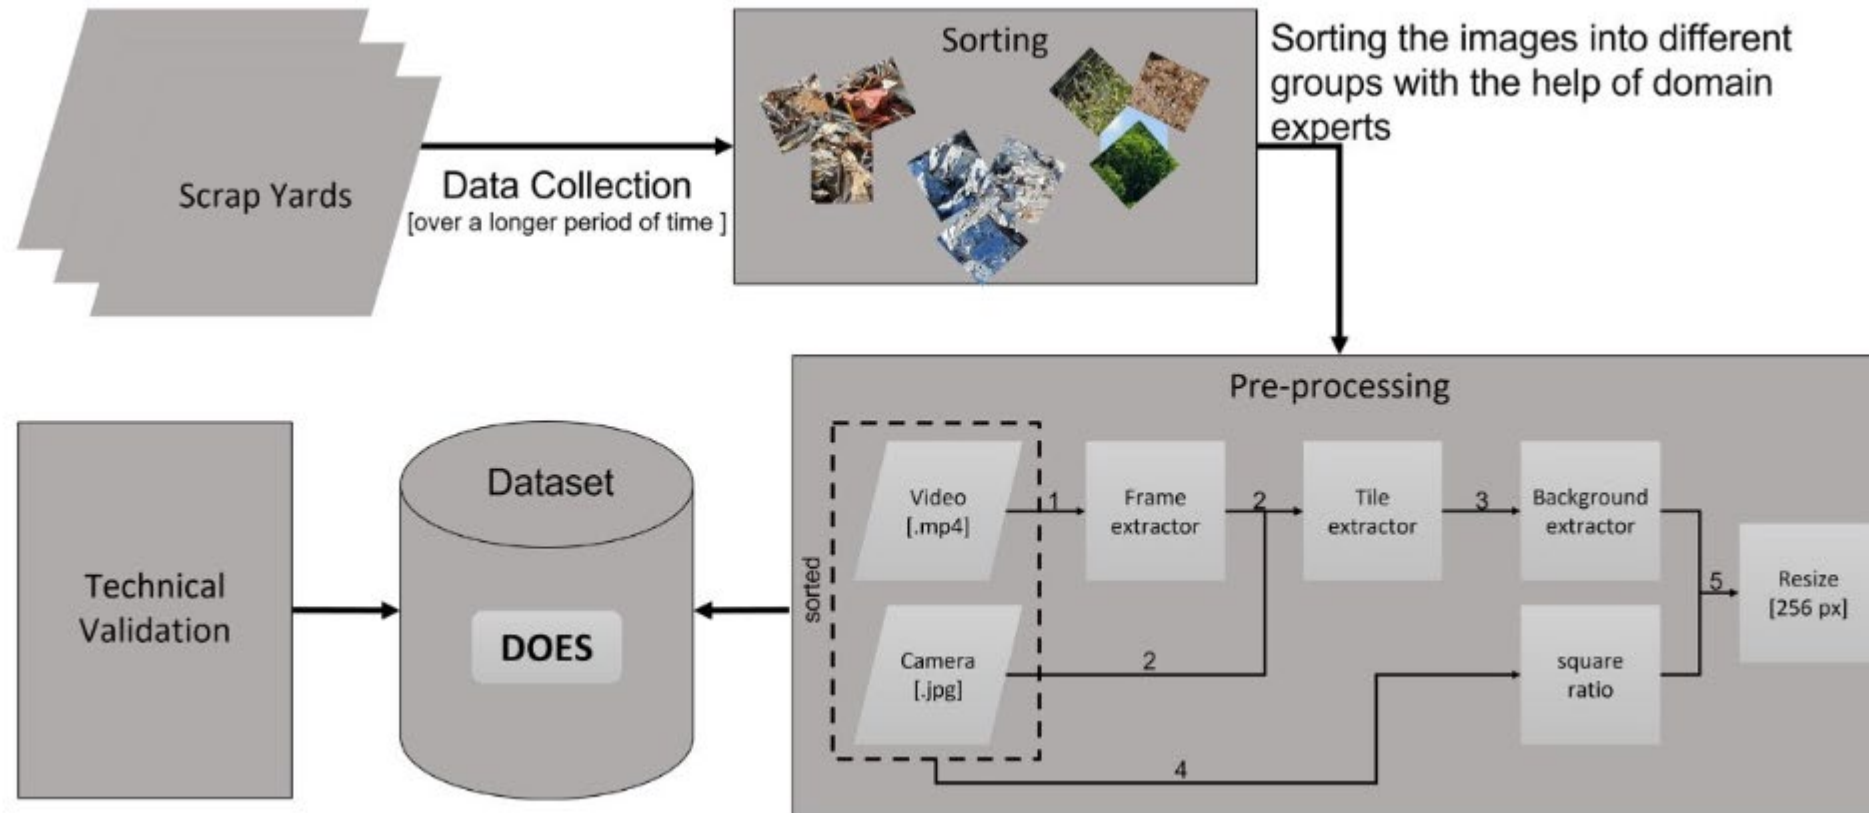 Scrap Yards
Data Collection
[over a longer period of time ]
Sorting
Sorting the images into different
groups with the help of domain
experts
Pre-processing
sorted
Video
[.mp4]
1
Frame
extractor
2
Tile
extractor
3
Background
extractor
Camera
[.jpg]
2
4
square
ratio
5
Resize
[256 px]
Dataset
DOES
Technical
Validation